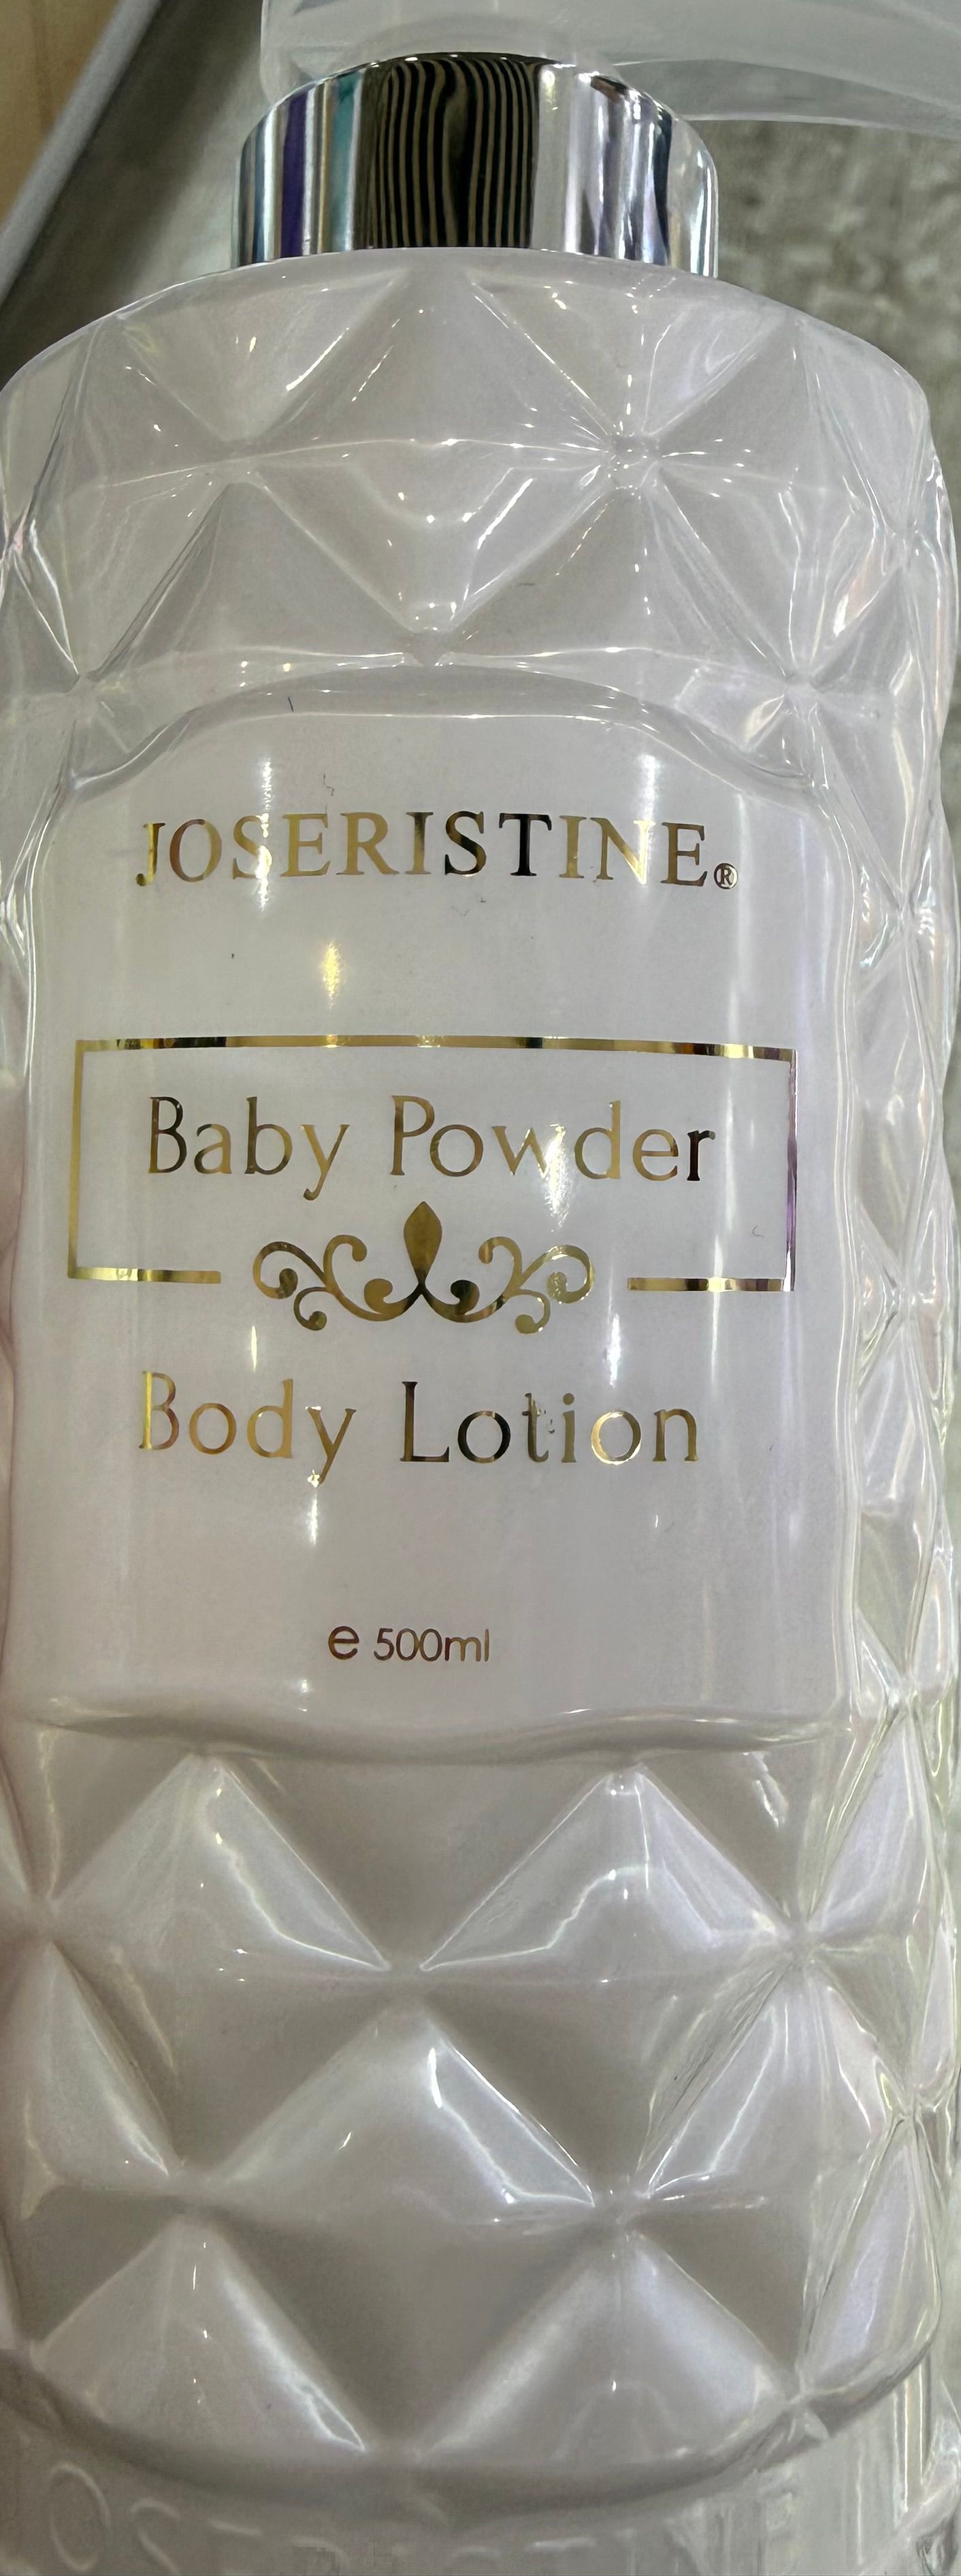 JOSERISTINE®
Baby Powder
Body Lotion
e 500ml